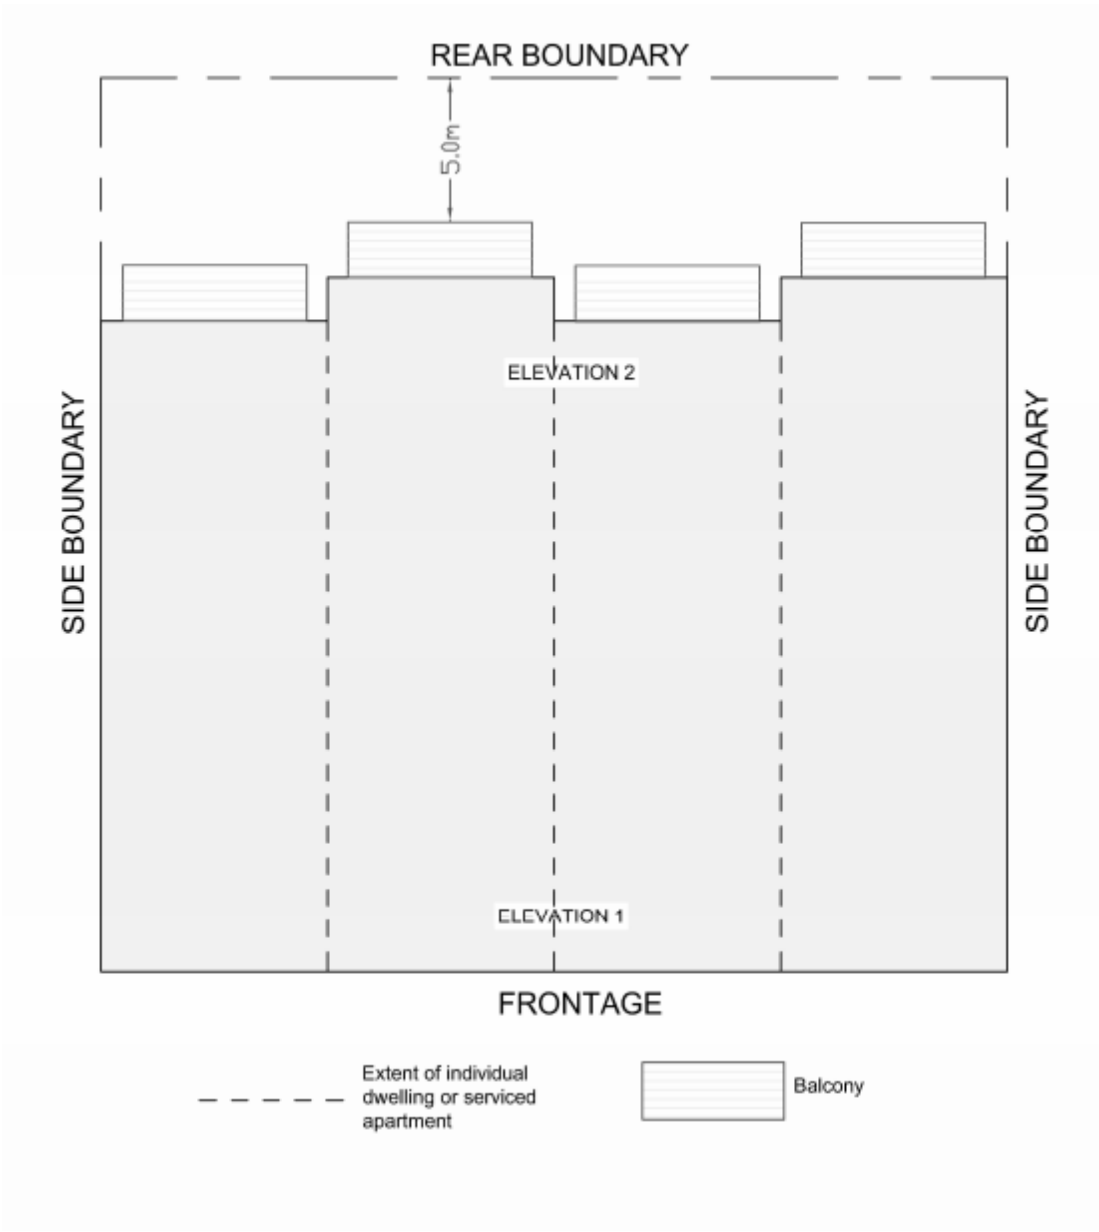 REAR BOUNDARY
5.0m
ELEVATION 2
SIDE BOUNDARY
SIDE BOUNDARY
ELEVATION 1
FRONTAGE
Extent of individual
dwelling or serviced
apartment
Balcony